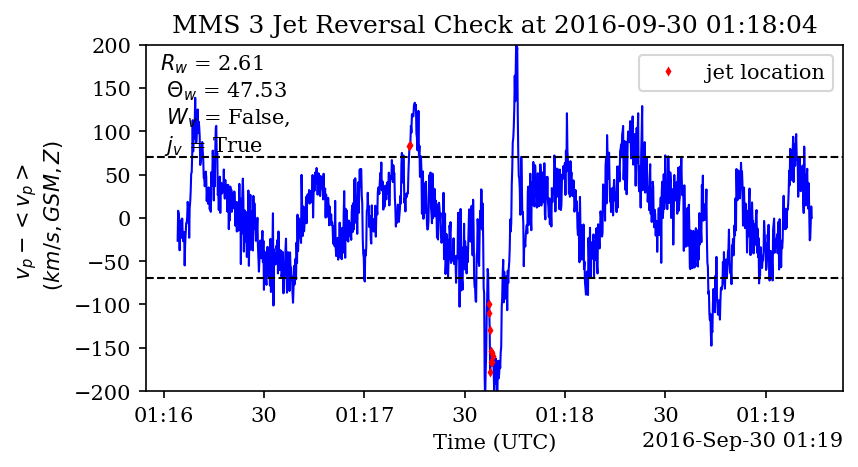 MMS 3 Jet Reversal Check at 2016-09-30 01:18:04
R_w = 2.61
Θ_w = 47.53
W_v = False,
j_v = True
jet location
v_p − < v_p >
(km/s, GSM, Z)
200
150
100
50
0
−50
−100
−150
−200
01:16 30 01:17 30 01:18 30 01:19
Time (UTC)
2016-Sep-30 01:19